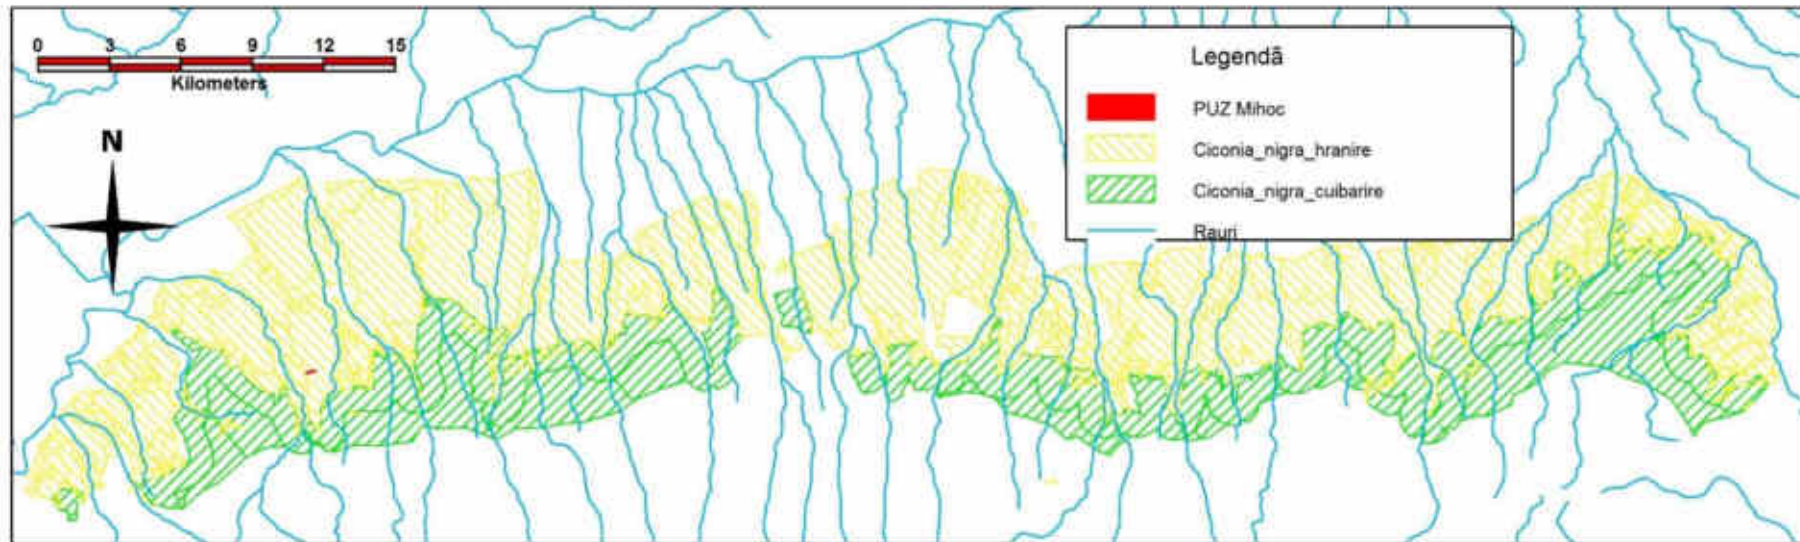 0 3 6 9 12 15
Kilometers
N
Legendă
PUZ Mihoc
Ciconia_nigra_hranire
Ciconia_nigra_cuibarire
Rauri